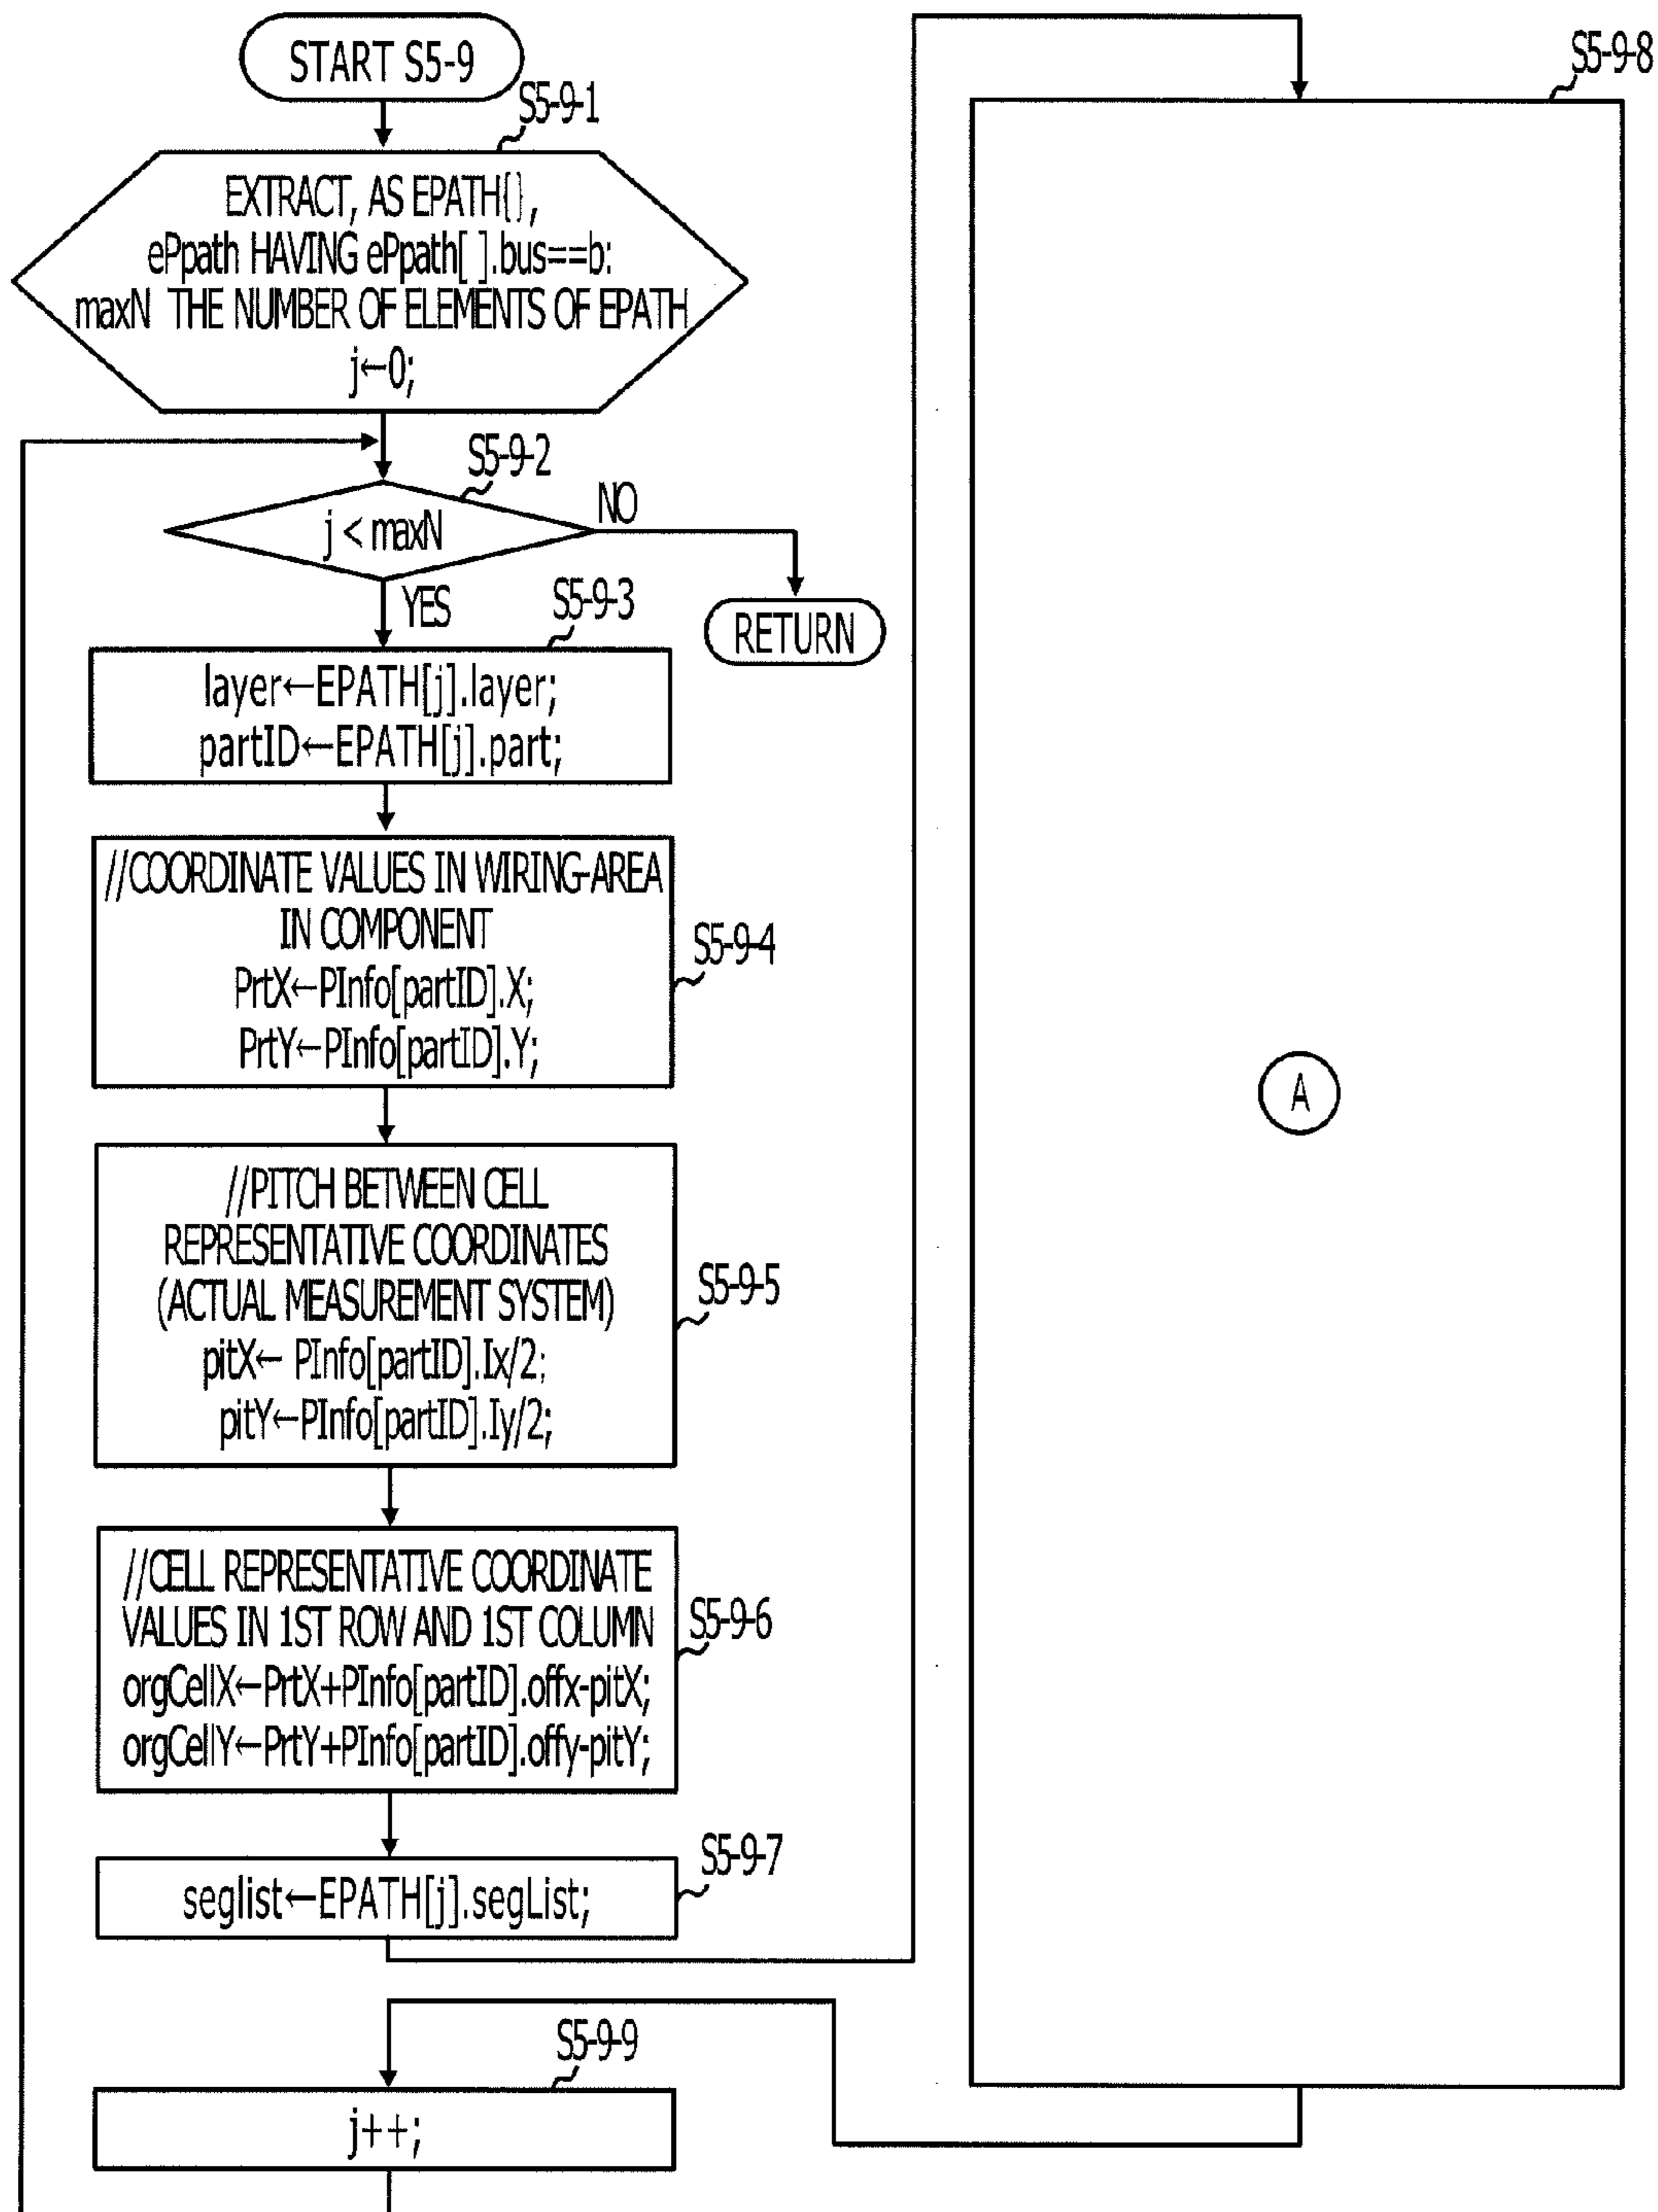 START S5-9
S5-9-1
EXTRACT, AS EPATH(),
ePpath HAVING ePpath[ ].bus==b:
maxN THE NUMBER OF ELEMENTS OF EPATH
j←0;
S5-9-2
j < maxN
NO
YES
RETURN
S5-9-3
layer←EPATH[j].layer;
partID←EPATH[j].part;
//COORDINATE VALUES IN WIRING-AREA
IN COMPONENT
PrtX←PInfo[partID].X;
PrtY←PInfo[partID].Y;
S5-9-4
//PITCH BETWEEN CELL
REPRESENTATIVE COORDINATES
(ACTUAL MEASUREMENT SYSTEM)
pitX← PInfo[partID].Ix/2;
pitY←PInfo[partID].Iy/2;
S5-9-5
//CELL REPRESENTATIVE COORDINATE
VALUES IN 1ST ROW AND 1ST COLUMN
orgCellX←PrtX+PInfo[partID].offx-pitX;
orgCellY←PrtY+PInfo[partID].offy-pitY;
S5-9-6
S5-9-7
seglist←EPATH[j].segList;
S5-9-8
A
S5-9-9
j++;